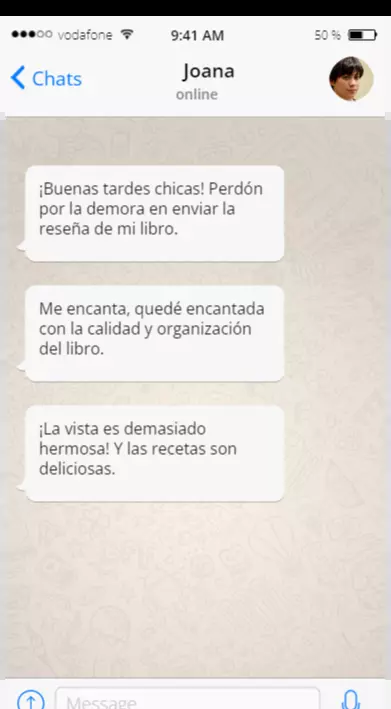 vodafone 9:41 AM 50 %
Chats Joana
online
¡Buenas tardes chicas! Perdón
por la demora en enviar la
reseña de mi libro.
Me encanta, quedé encantada
con la calidad y organización
del libro.
¡La vista es demasiado
hermosa! Y las recetas son
deliciosas.
Message